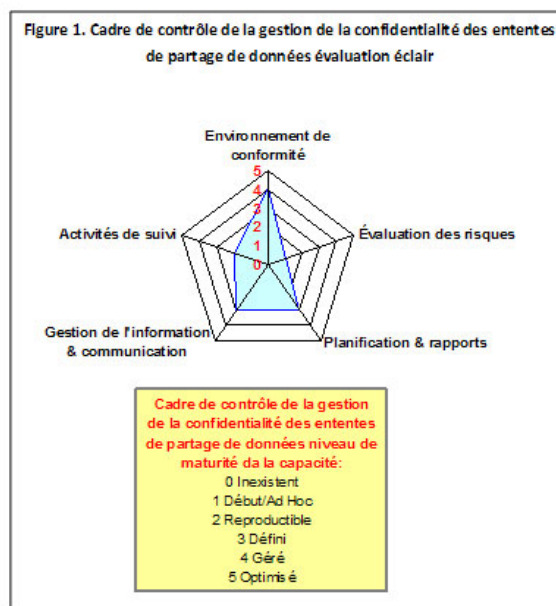 Figure 1. Cadre de contrôle de la gestion de la confidentialité des ententes
de partage de données évaluation éclair
Environnement de
conformité
5
4
3
2
1
0
Activités de suivi
Évaluation des risques
Gestion de l'information
& communication
Planification & rapports
Cadre de contrôle de la gestion
de la confidentialité des ententes
de partage de données niveau de
maturité da la capacité:
0 Inexistent
1 Début/Ad Hoc
2 Reproductible
3 Défini
4 Géré
5 Optimisé